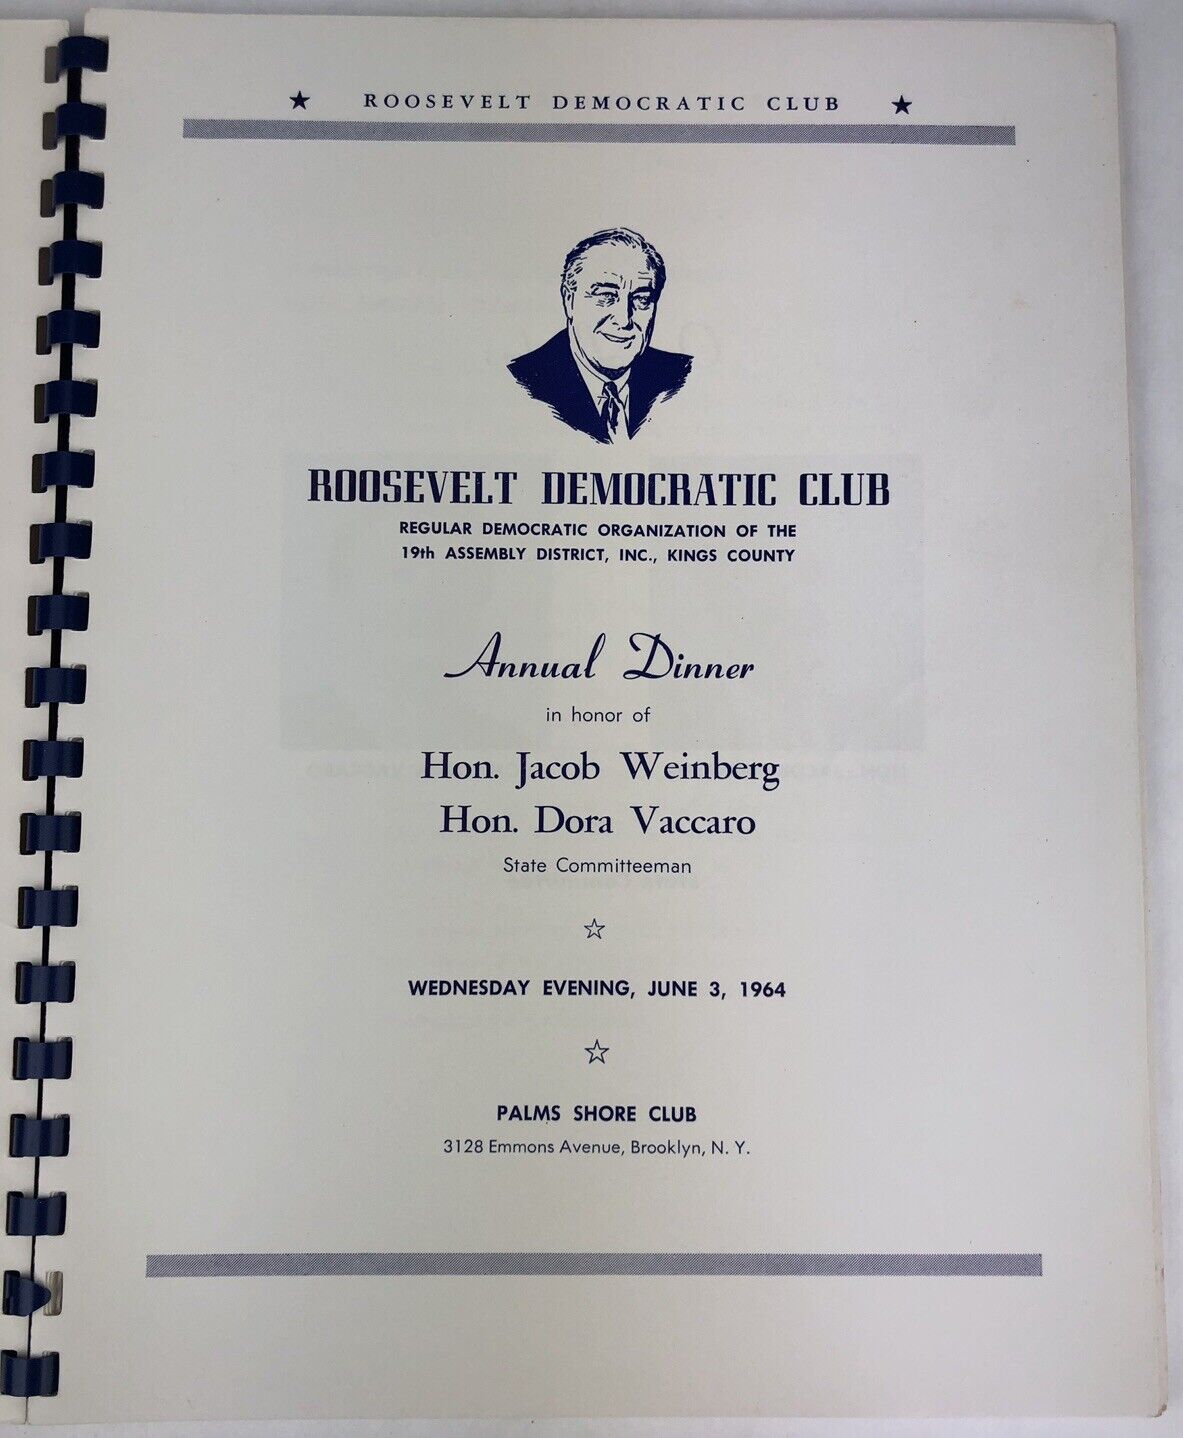 ★ ROOSEVELT DEMOCRATIC CLUB ★
ROOSEVELT DEMOCRATIC CLUB
REGULAR DEMOCRATIC ORGANIZATION OF THE
19th ASSEMBLY DISTRICT, INC., KINGS COUNTY
Annual Dinner
in honor of
Hon. Jacob Weinberg
Hon. Dora Vaccaro
State Committeeman
☆
WEDNESDAY EVENING, JUNE 3, 1964
☆
PALMS SHORE CLUB
3128 Emmons Avenue, Brooklyn, N. Y.